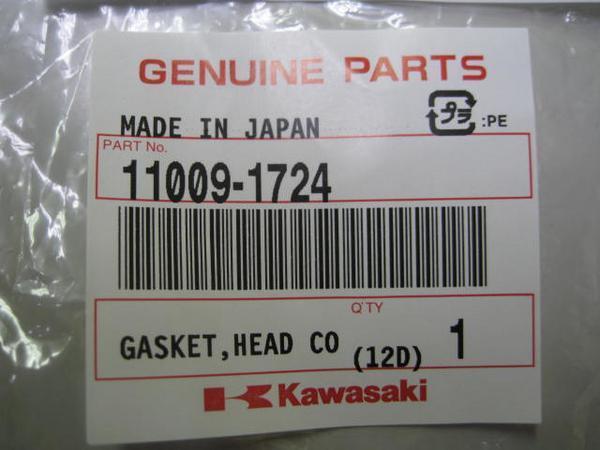 GENUINE PARTS
MADE IN JAPAN
プラ :PE
PART No.
11009-1724
Q'TY
GASKET,HEAD CO (12D) 1
Kawasaki